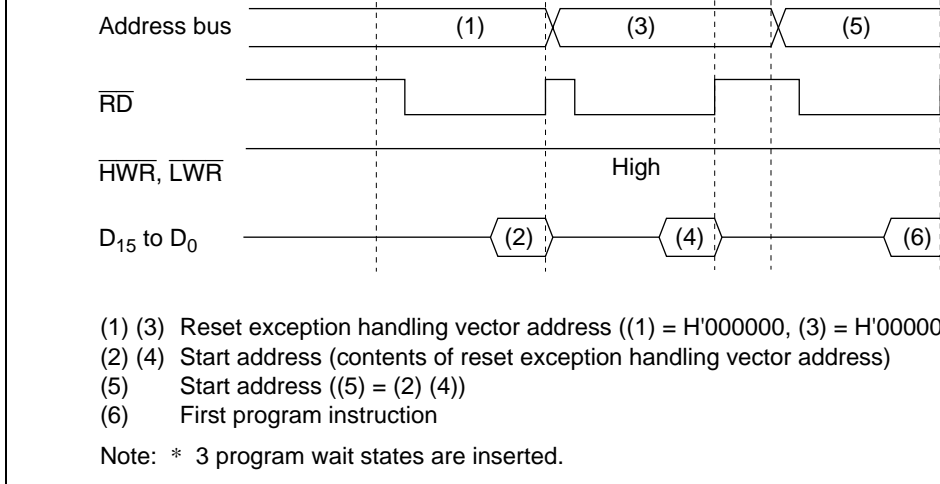 Address bus (1) (3) (5)
RD
HWR, LWR High
D15 to D0 (2) (4) (6)
(1) (3) Reset exception handling vector address ((1) = H'000000, (3) = H'00000
(2) (4) Start address (contents of reset exception handling vector address)
(5) Start address ((5) = (2) (4))
(6) First program instruction
Note: * 3 program wait states are inserted.